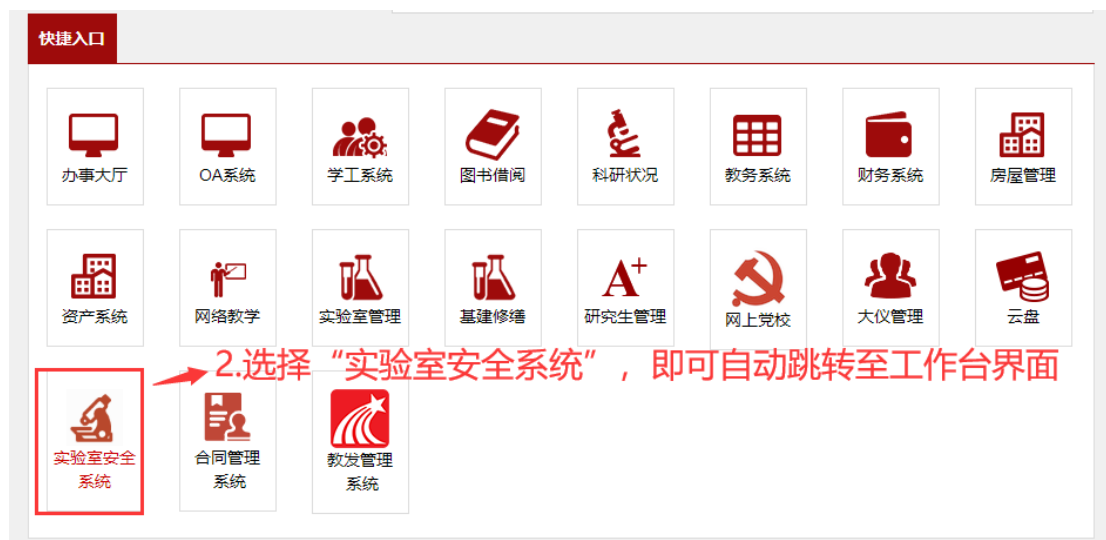 快捷入口
办事大厅
OA系统
学工系统
图书借阅
科研状况
教务系统
财务系统
房屋管理
资产系统
网络教学
实验室管理
基建修缮
A+
研究生管理
网上党校
大仪管理
云盘
2.选择“实验室安全系统”，即可自动跳转至工作台界面
实验室安全
系统
合同管理
系统
教发管理
系统